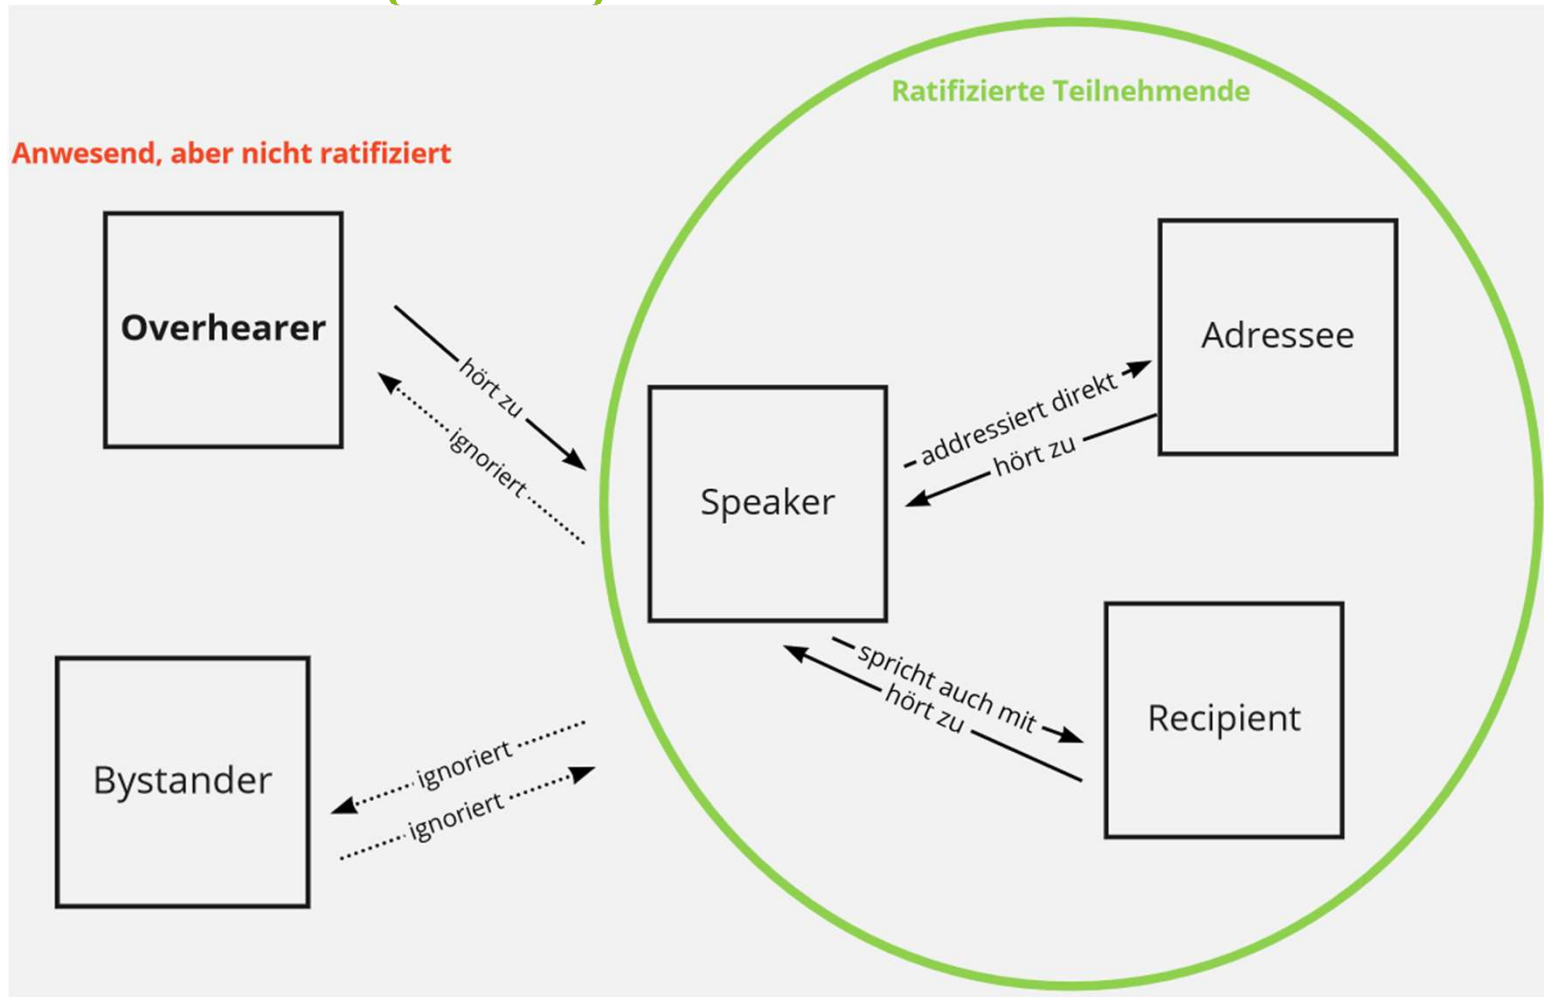 Ratifizierte Teilnehmende
Anwesend, aber nicht ratifiziert
Overhearer
hört zu
ignoriert
Speaker
addressiert direkt
hört zu
Adressee
spricht auch mit
hört zu
Recipient
Bystander
ignoriert
ignoriert